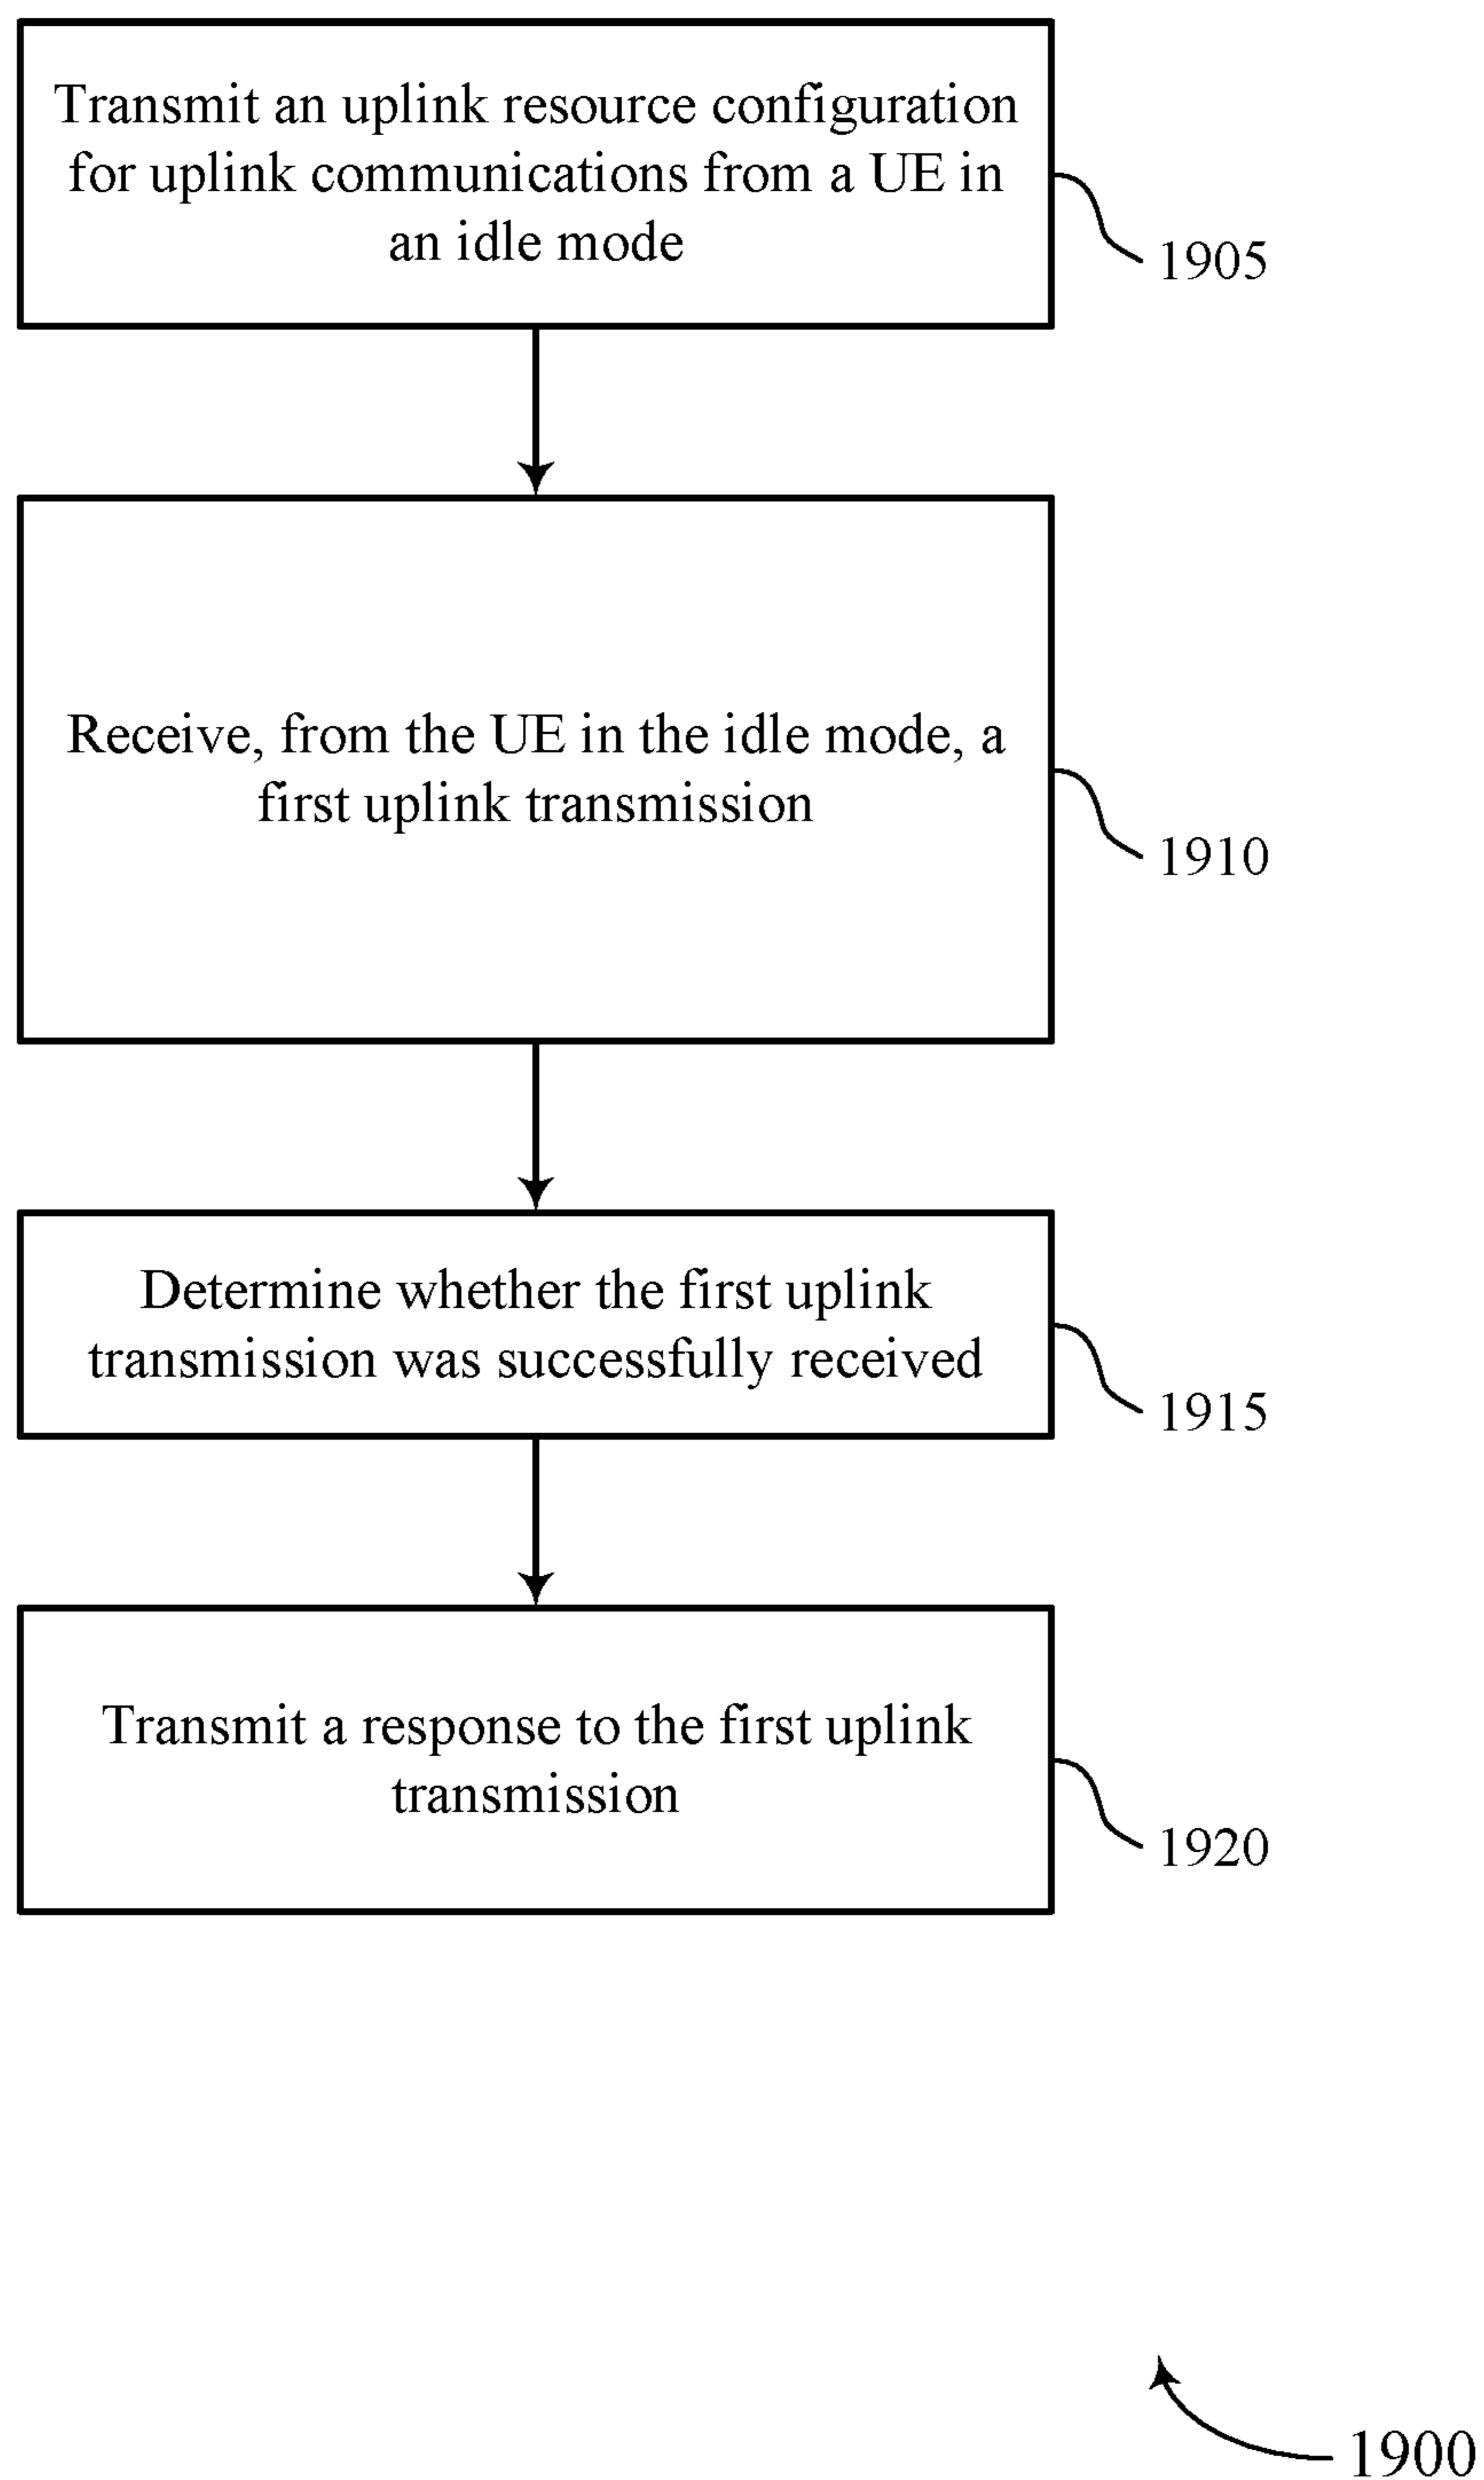 Transmit an uplink resource configuration
for uplink communications from a UE in
an idle mode
1905
Receive, from the UE in the idle mode, a
first uplink transmission
1910
Determine whether the first uplink
transmission was successfully received
1915
Transmit a response to the first uplink
transmission
1920
1900